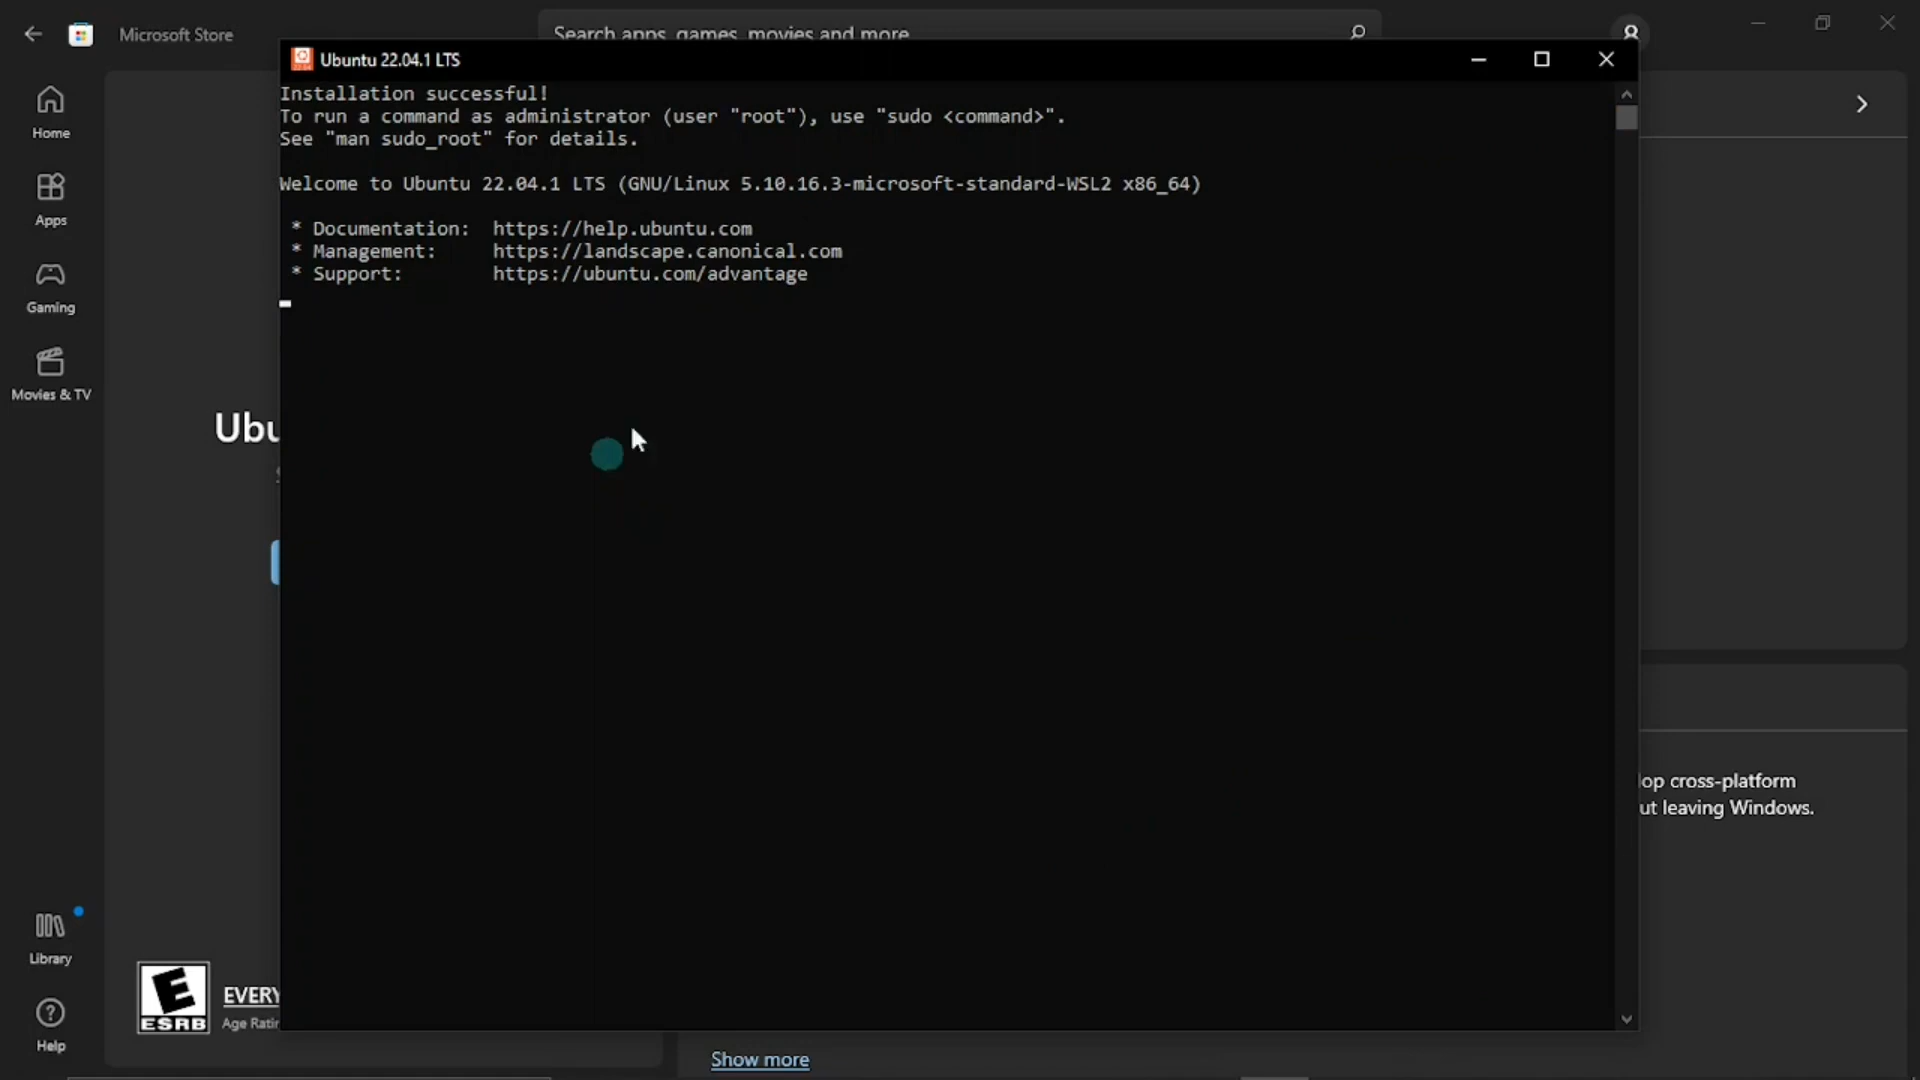 Microsoft Store
Search apps, games, movies and more
Ubuntu 22.04.1 LTS
Installation successful!
To run a command as administrator (user "root"), use "sudo <command>".
See "man sudo_root" for details.
Welcome to Ubuntu 22.04.1 LTS (GNU/Linux 5.10.16.3-microsoft-standard-WSL2 x86_64)
* Documentation:  https://help.ubuntu.com
* Management:     https://landscape.canonical.com
* Support:        https://ubuntu.com/advantage
Home
Apps
Gaming
Movies & TV
Ubu
lop cross-platform
ut leaving Windows.
Library
Help
E
ESRB
EVERY
Age Ratin
Show more